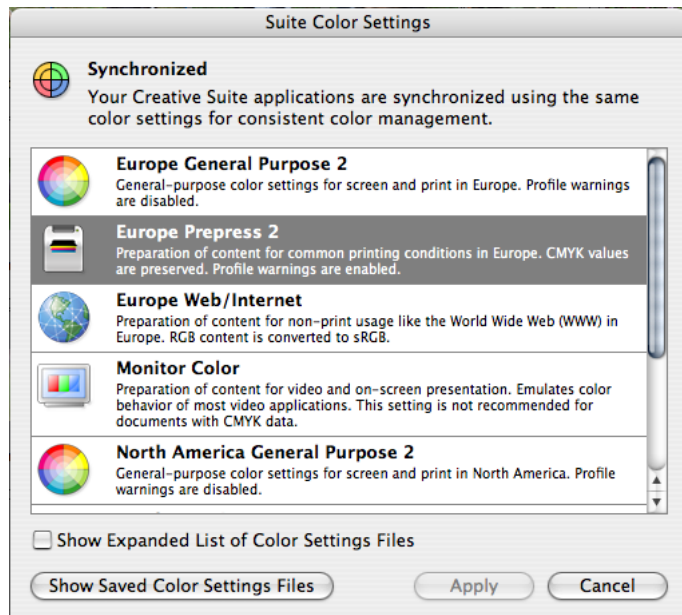 Suite Color Settings
Synchronized
Your Creative Suite applications are synchronized using the same
color settings for consistent color management.
Europe General Purpose 2
General-purpose color settings for screen and print in Europe. Profile warnings
are disabled.
Europe Prepress 2
Preparation of content for common printing conditions in Europe. CMYK values
are preserved. Profile warnings are enabled.
Europe Web/Internet
Preparation of content for non-print usage like the World Wide Web (WWW) in
Europe. RGB content is converted to sRGB.
Monitor Color
Preparation of content for video and on-screen presentation. Emulates color
behavior of most video applications. This setting is not recommended for
documents with CMYK data.
North America General Purpose 2
General-purpose color settings for screen and print in North America. Profile
warnings are disabled.
Show Expanded List of Color Settings Files
Show Saved Color Settings Files
Apply
Cancel